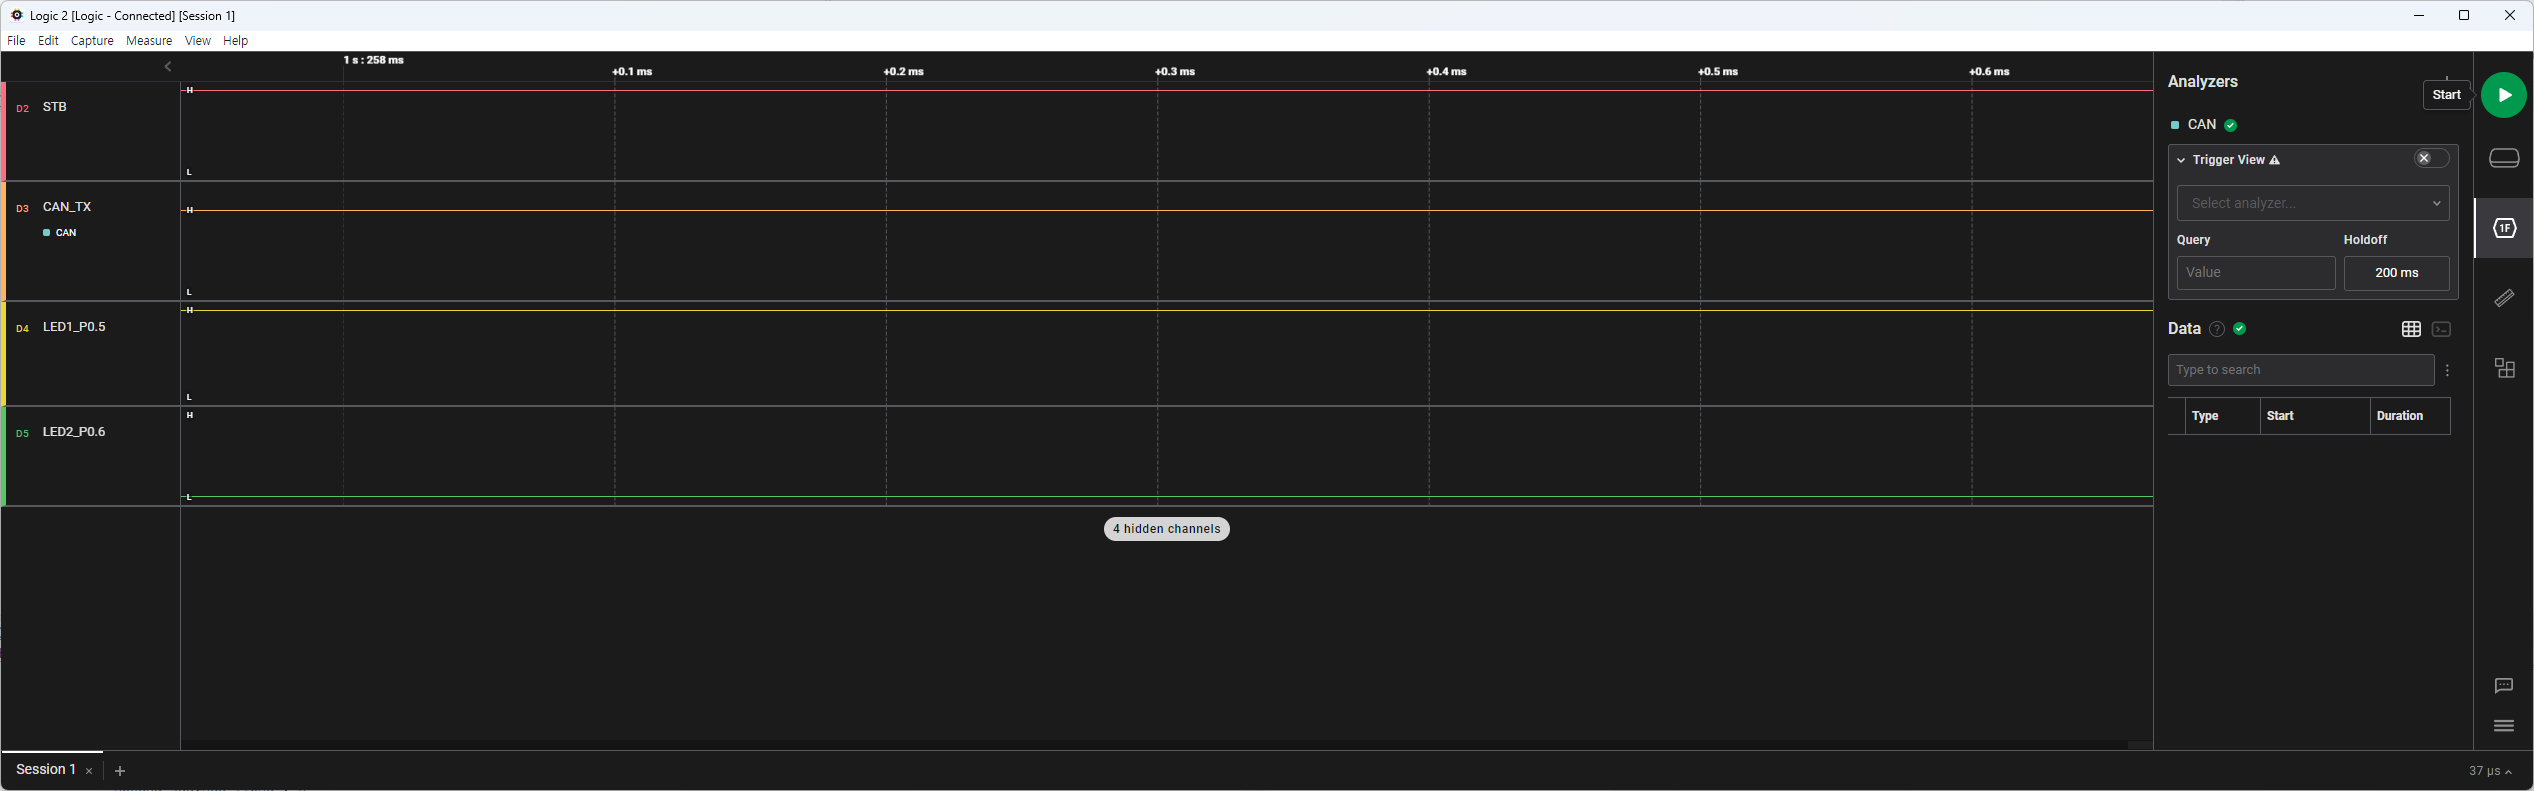 Logic 2 [Logic - Connected] [Session 1]
File Edit Capture Measure View Help
1 s : 258 ms
+0.1 ms +0.2 ms +0.3 ms +0.4 ms +0.5 ms +0.6 ms
D2 STB
H
L
D3 CAN_TX
CAN
H
L
D4 LED1_P0.5
H
L
D5 LED2_P0.6
H
L
4 hidden channels
Analyzers
Start
CAN
Trigger View
Select analyzer...
Query Holdoff
Value 200 ms
Data ?
Type to search
Type Start Duration
1F
Session 1 × +
37 µs